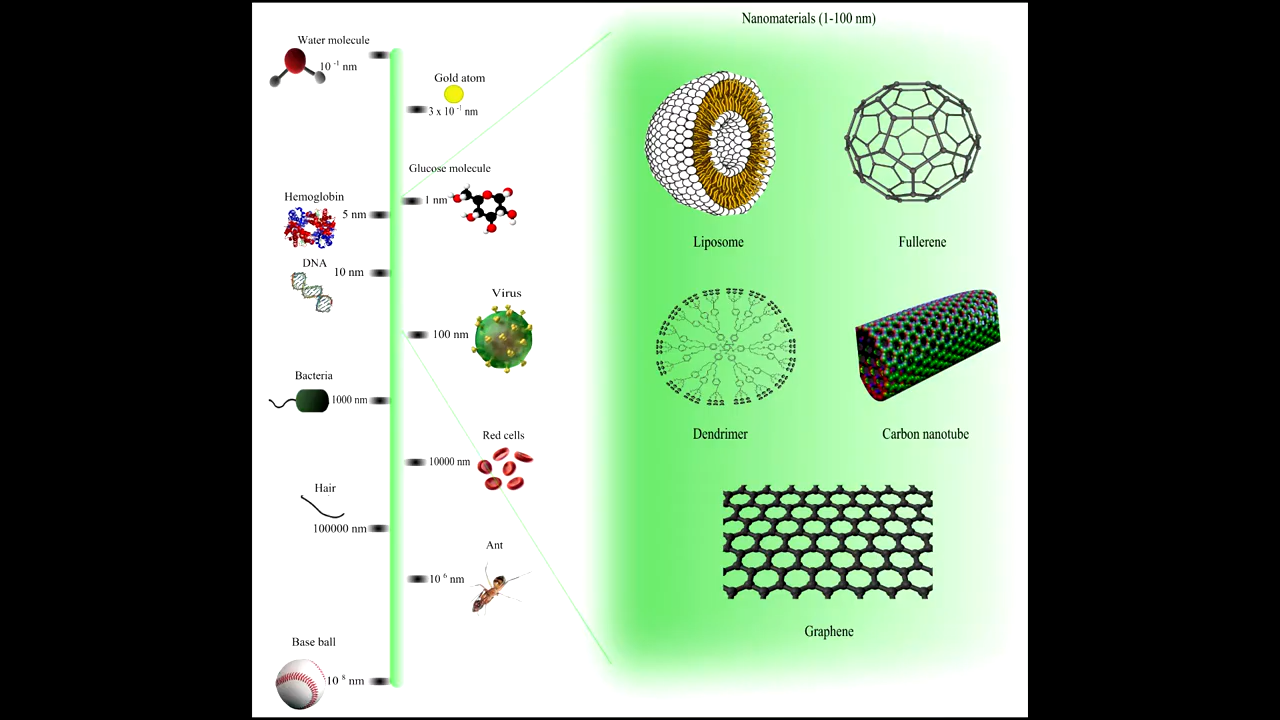 Nanomaterials (1-100 nm)
Water molecule
10 ⁻¹ nm
Gold atom
3 x 10 ⁻¹ nm
Glucose molecule
1 nm
Hemoglobin
5 nm
DNA
10 nm
Virus
100 nm
Bacteria
1000 nm
Red cells
10000 nm
Hair
100000 nm
Ant
10 ⁶ nm
Base ball
10 ⁸ nm
Liposome
Fullerene
Dendrimer
Carbon nanotube
Graphene